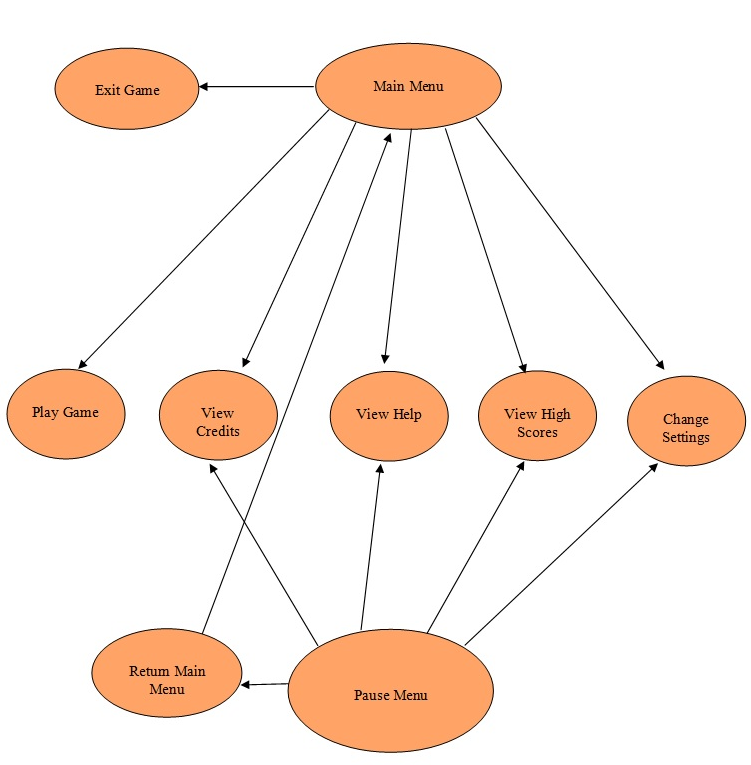 Exit Game
Main Menu
Play Game
View
Credits
View Help
View High
Scores
Change
Settings
Return Main
Menu
Pause Menu